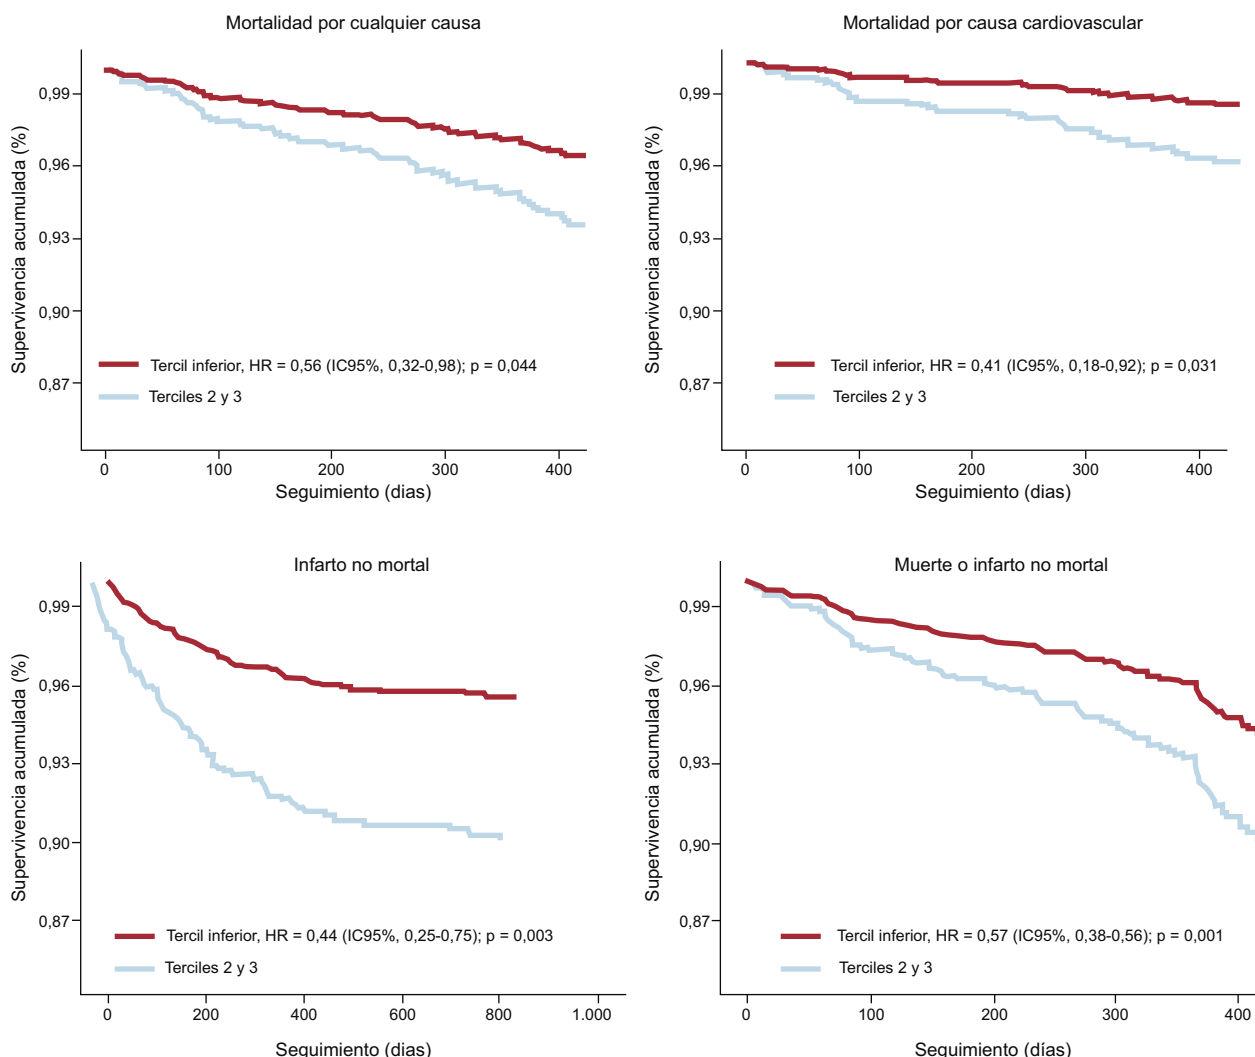 Mortalidad por cualquier causa
Supervivencia acumulada (%)
0,99
0,96
0,93
0,90
0,87
Tercil inferior, HR = 0,56 (IC95%, 0,32-0,98); p = 0,044
Terciles 2 y 3
0 100 200 300 400
Seguimiento (dias)
Mortalidad por causa cardiovascular
Supervivencia acumulada (%)
0,99
0,96
0,93
0,90
0,87
Tercil inferior, HR = 0,41 (IC95%, 0,18-0,92); p = 0,031
Terciles 2 y 3
0 100 200 300 400
Seguimiento (dias)
Infarto no mortal
Supervivencia acumulada (%)
0,99
0,96
0,93
0,90
0,87
Tercil inferior, HR = 0,44 (IC95%, 0,25-0,75); p = 0,003
Terciles 2 y 3
0 200 400 600 800 1.000
Seguimiento (dias)
Muerte o infarto no mortal
Supervivencia acumulada (%)
0,99
0,96
0,93
0,90
0,87
Tercil inferior, HR = 0,57 (IC95%, 0,38-0,56); p = 0,001
Terciles 2 y 3
0 100 200 300 400
Seguimiento (días)